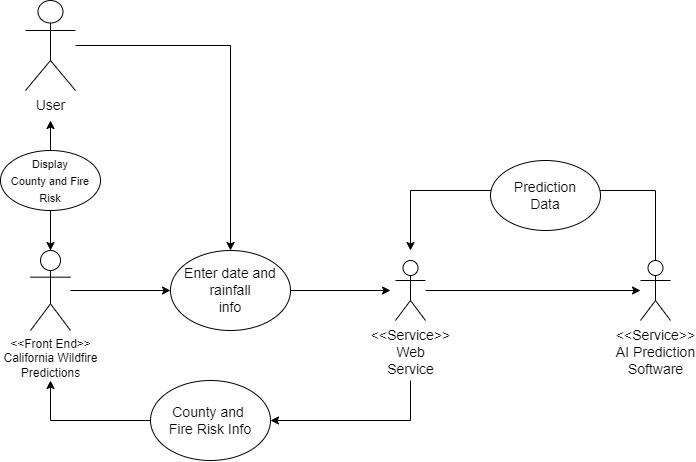 User
Display
County and Fire
Risk
Prediction
Data
Enter date and
rainfall
info
<<Front End>>
California Wildfire
Predictions
<<Service>>
Web
Service
<<Service>>
AI Prediction
Software
County and
Fire Risk Info